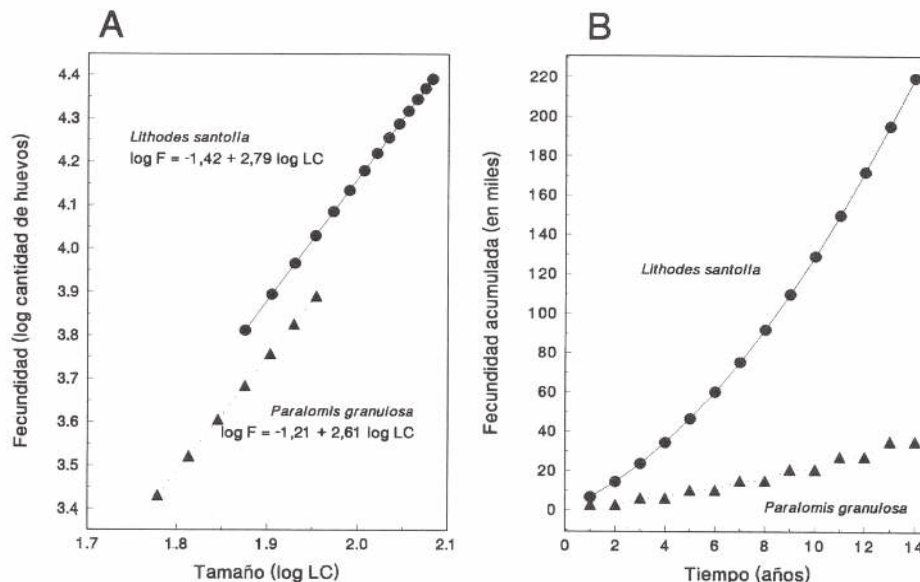 A
Fecundidad (log cantidad de huevos)
4.4
4.3
4.2
4.1
4.0
3.9
3.8
3.7
3.6
3.5
3.4
Lithodes santolla
log F = -1,42 + 2,79 log LC
Paralomis granulosa
log F = -1,21 + 2,61 log LC
1.7 1.8 1.9 2.0 2.1
Tamaño (log LC)
B
Fecundidad acumulada (en miles)
220
200
180
160
140
120
100
80
60
40
20
0
Lithodes santolla
Paralomis granulosa
0 2 4 6 8 10 12 14
Tiempo (años)